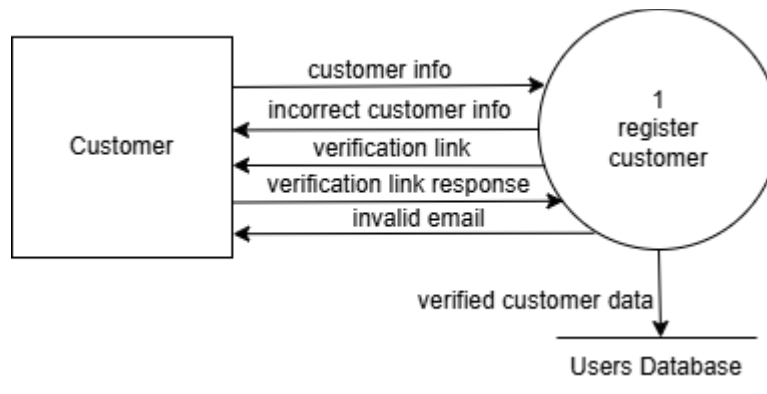 customer info
incorrect customer info
verification link
verification link response
invalid email
Customer
1
register
customer
verified customer data
Users Database